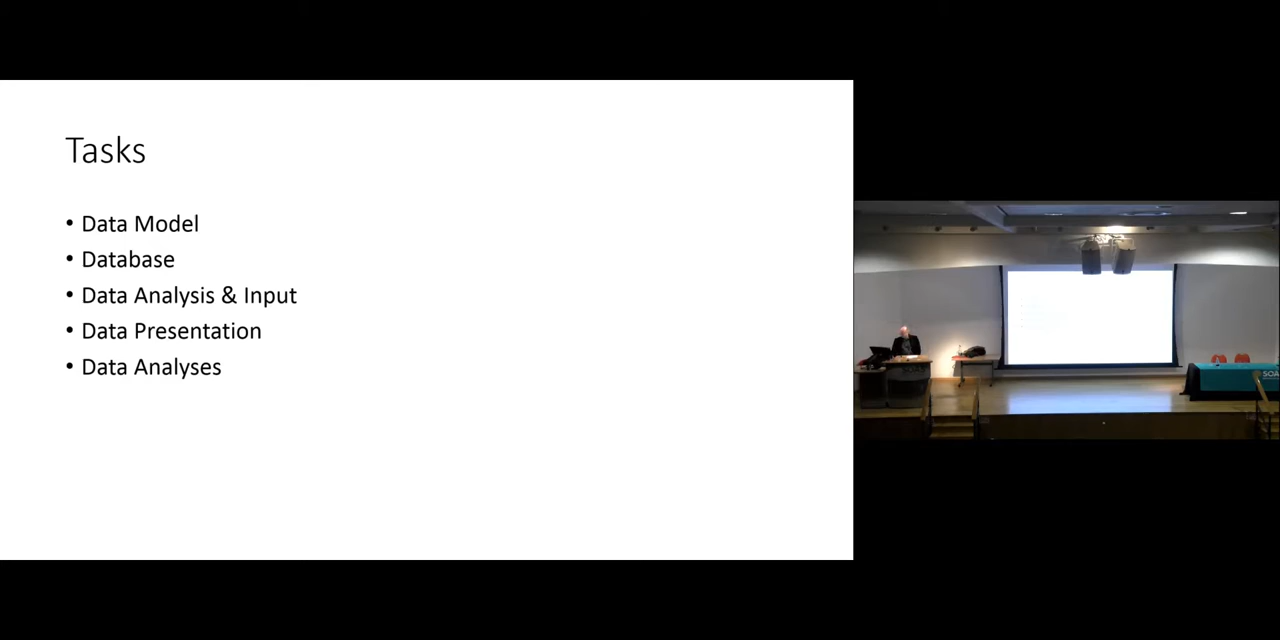 Tasks
• Data Model
• Database
• Data Analysis & Input
• Data Presentation
• Data Analyses